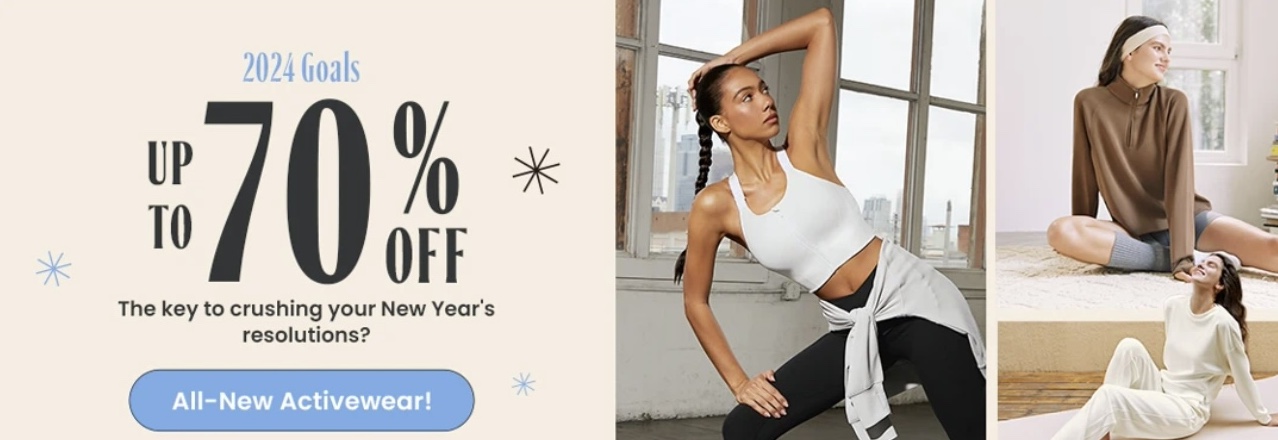 2024 Goals
UP TO 70% OFF
The key to crushing your New Year's
resolutions?
All-New Activewear!